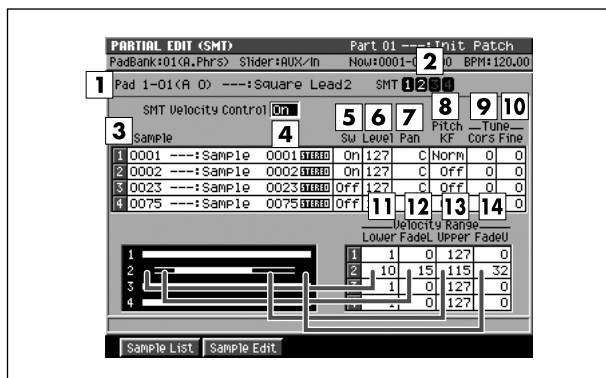 PARTIAL EDIT (SMT) Part 01 ---:Init Patch
PadBank:01(A.Phrs) Slider:AUX/In Now:0001- BPM:120.00
2
1 Pad 1-01(A 0) ---:Square Lead2 SMT 1 2 3 4
SMT Velocity Control On
5 6 7 8 9 10
3 4 Pitch Tune
Sample Sw Level Pan KF Cors Fine
1 0001 ---:Sample 0001 STEREO On 127 C Norm 0 0
2 0002 ---:Sample 0002 STEREO On 127 C Off 0 0
3 0023 ---:Sample 0023 STEREO Off 127 C Off 0 0
4 0075 ---:Sample 0075 STEREO Off 127 C Off 0 0
11 12 13 14
Velocity Range
Lower FadeL Upper FadeU
1 1 1 0 127 0
2 2 10 15 115 32
3 1 0 127 0
4 1 0 127 0
Sample List Sample Edit